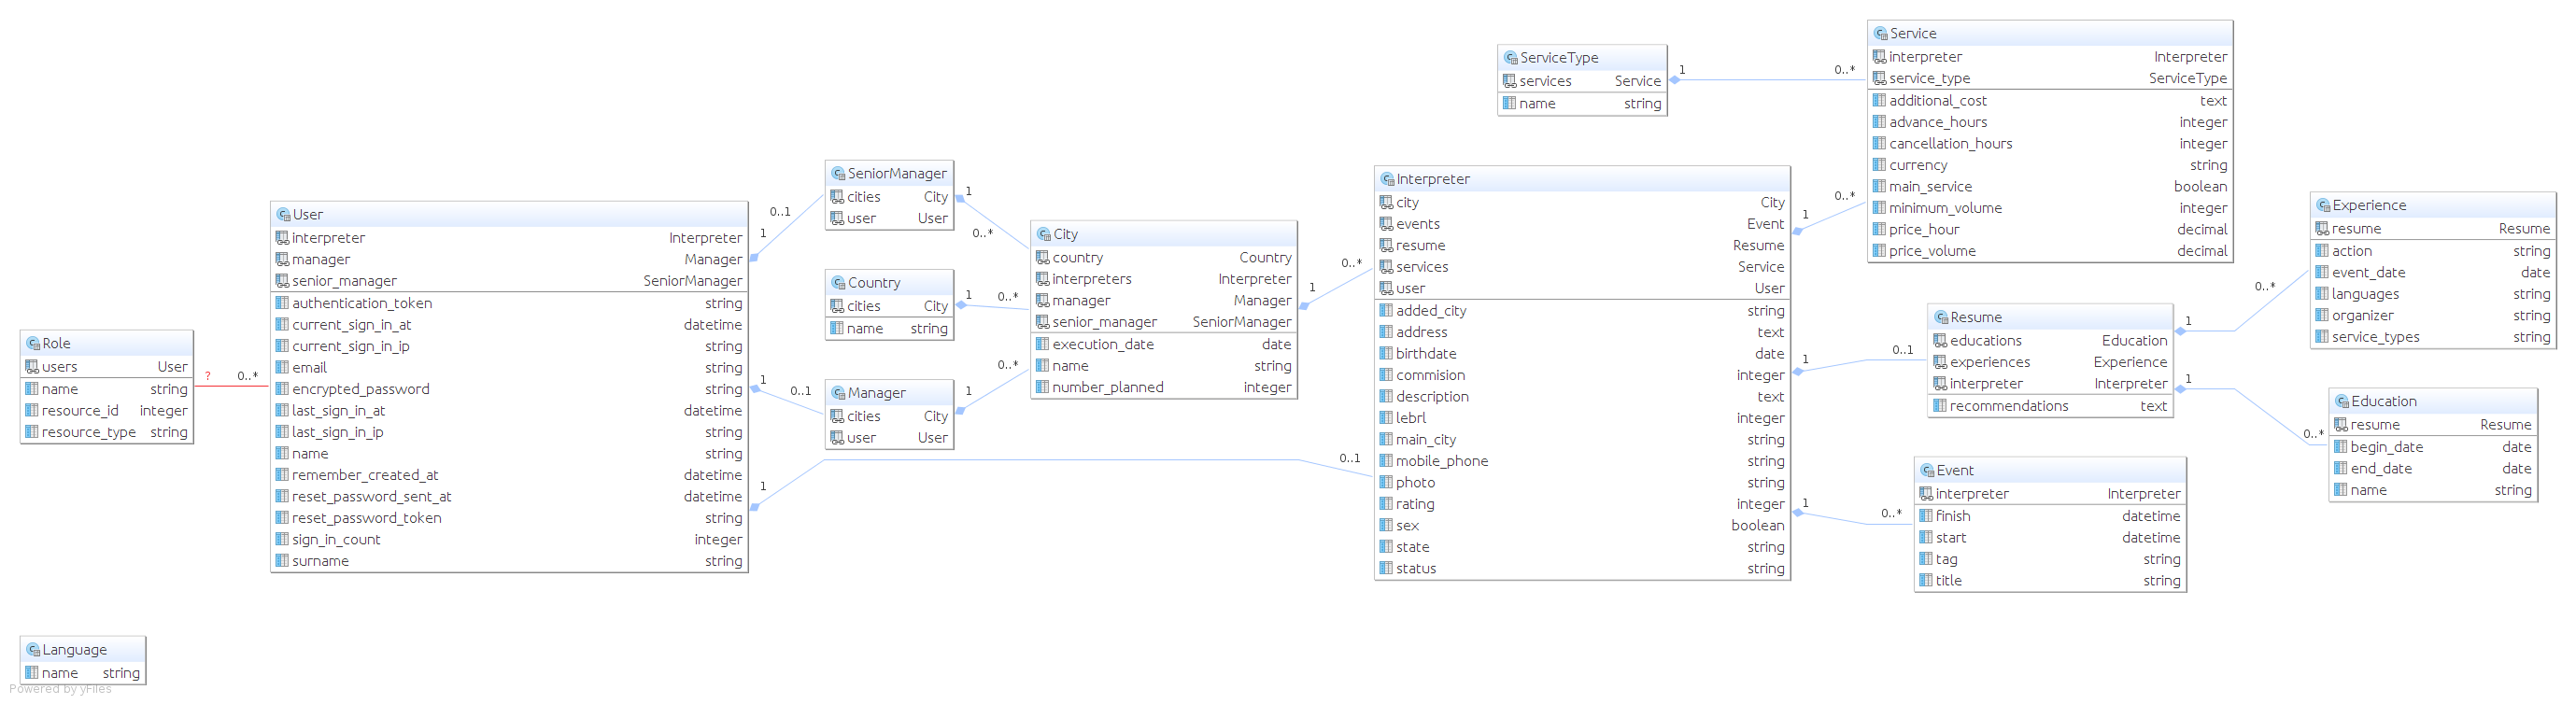 Role
users User
name string
resource_id integer
resource_type string
? 0..*
User
interpreter Interpreter
manager Manager
senior_manager SeniorManager
authentication_token string
current_sign_in_at datetime
current_sign_in_ip string
email string
encrypted_password string
last_sign_in_at datetime
last_sign_in_ip string
name string
remember_created_at datetime
reset_password_sent_at datetime
reset_password_token string
sign_in_count integer
surname string
1 0..1
1 0..1
1 0..1
SeniorManager
cities City
user User
1 0..*
Country
cities City
name string
1 0..*
Manager
cities City
user User
1 0..*
City
country Country
interpreters Interpreter
manager Manager
senior_manager SeniorManager
execution_date date
name string
number_planned integer
1 0..*
Interpreter
city City
events Event
resume Resume
services Service
user User
added_city string
address text
birthdate date
commision integer
description text
lebrl integer
main_city string
mobile_phone string
photo string
rating integer
sex boolean
state string
status string
1 0..*
1 0..1
1 0..*
ServiceType
services Service
name string
1 0..*
Service
interpreter Interpreter
service_type ServiceType
additional_cost text
advance_hours integer
cancellation_hours integer
currency string
main_service boolean
minimum_volume integer
price_hour decimal
price_volume decimal
Resume
educations Education
experiences Experience
interpreter Interpreter
recommendations text
1 0..*
1 0..*
Event
interpreter Interpreter
finish datetime
start datetime
tag string
title string
Experience
resume Resume
action string
event_date date
languages string
organizer string
service_types string
Education
resume Resume
begin_date date
end_date date
name string
Language
name string
Powered by yFiles